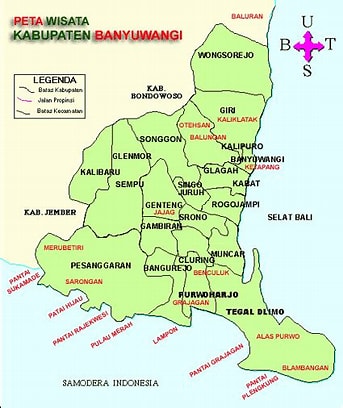 PETA WISATA
KABUPATEN BANYUWANGI
BALURAN
U
B T
S
WONGSOREJO
LEGENDA
Batas Kabupaten
Jalan Propinsi
Batas Kecamatan
KAB.
BONDOWOSO
GIRI
KALIKLATAK
OTEHSAN
BALUNGAN
SONGGON
KALIPURO
GLENMOR
BANYUWANGI
KETAPANG
GLAGAH
KALIBARU
SEMPU
SINGO
JURUH
KABAT
GENTENG
JAJAG
ROGOJAMPI
KAB. JEMBER
SRONO
SELAT BALI
GAMBIRAN
MERUBETIRI
MUNCAR
PESANGGARAN
CLURING
BANGUREJO
BENCULUK
PANTAI
SUKAMADE
SARONGAN
PURWOHARJO
PATAI HIJAU
GRAJAGAN
TEGAL DLIMO
PANTAI RAJEKWESI
PULAU MERAH
LAMPON
ALAS PURWO
PANTAI GRAJAGAN
BLAMBANGAN
PANTAI
PLENGKUNG
SAMODERA INDONESIA